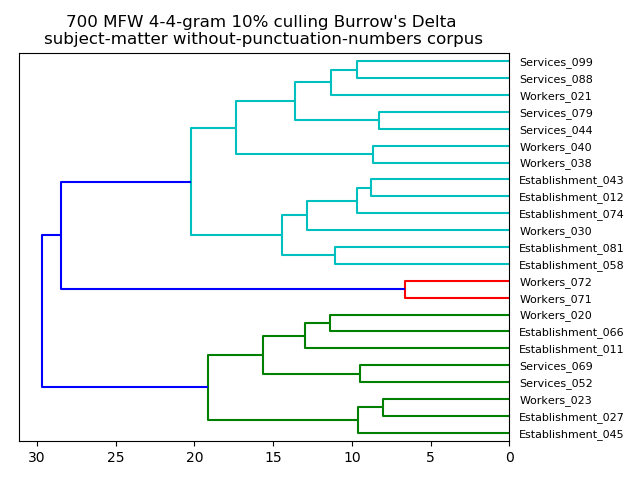 700 MFW 4-4-gram 10% culling Burrow's Delta
subject-matter without-punctuation-numbers corpus
Services_099
Services_088
Workers_021
Services_079
Services_044
Workers_040
Workers_038
Establishment_043
Establishment_012
Establishment_074
Workers_030
Establishment_081
Establishment_058
Workers_072
Workers_071
Workers_020
Establishment_066
Establishment_011
Services_069
Services_052
Workers_023
Establishment_027
Establishment_045
30 25 20 15 10 5 0